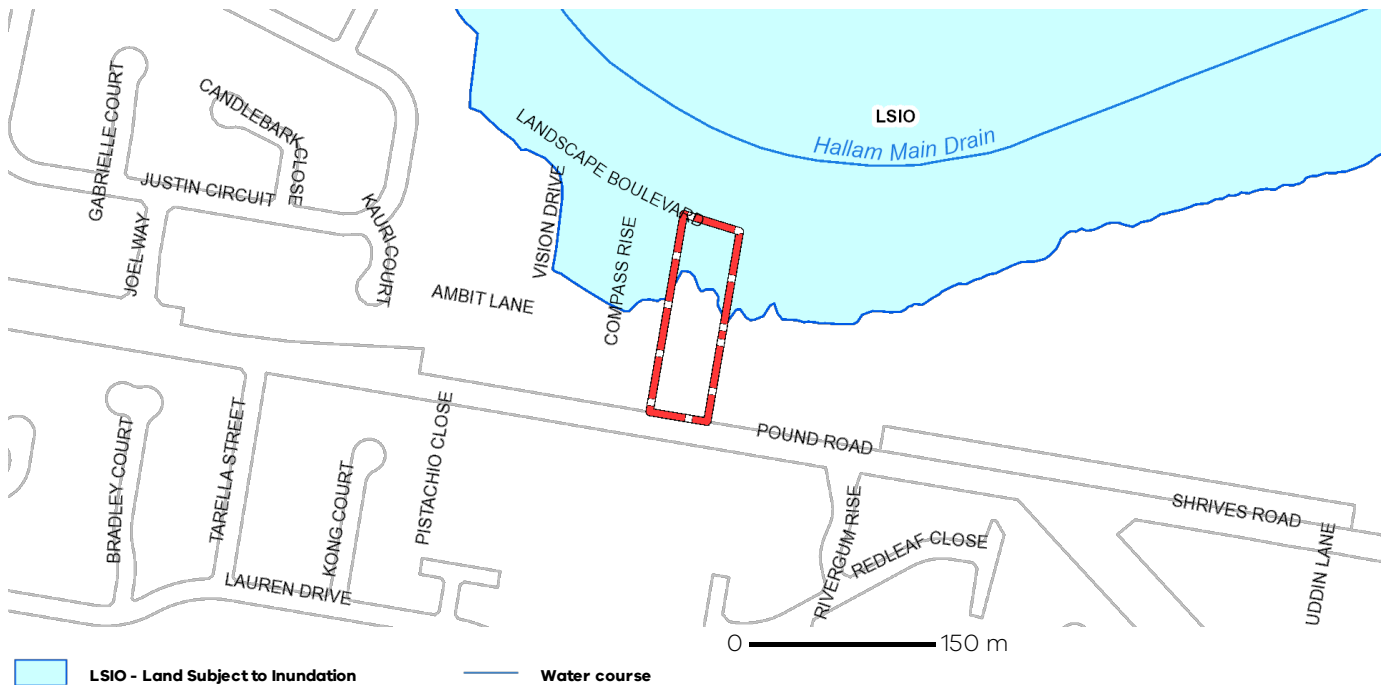 CANDLEBARK CLOSE
GABRIELLE COURT
LANDSCAPE BOULEVARD
LSIO
Hallam Main Drain
JUSTIN CIRCUIT
VISION DRIVE
KAURI COURT
JOEL WAY
COMPASS RISE
AMBIT LANE
POUND ROAD
PISTACHIO CLOSE
TARELLA STREET
BRADLEY COURT
KONG COURT
SHRIVES ROAD
RIVERGUM RISE
REDLEAF CLOSE
UDDIN LANE
LAUREN DRIVE
0 150 m
LSIO - Land Subject to Inundation
Water course